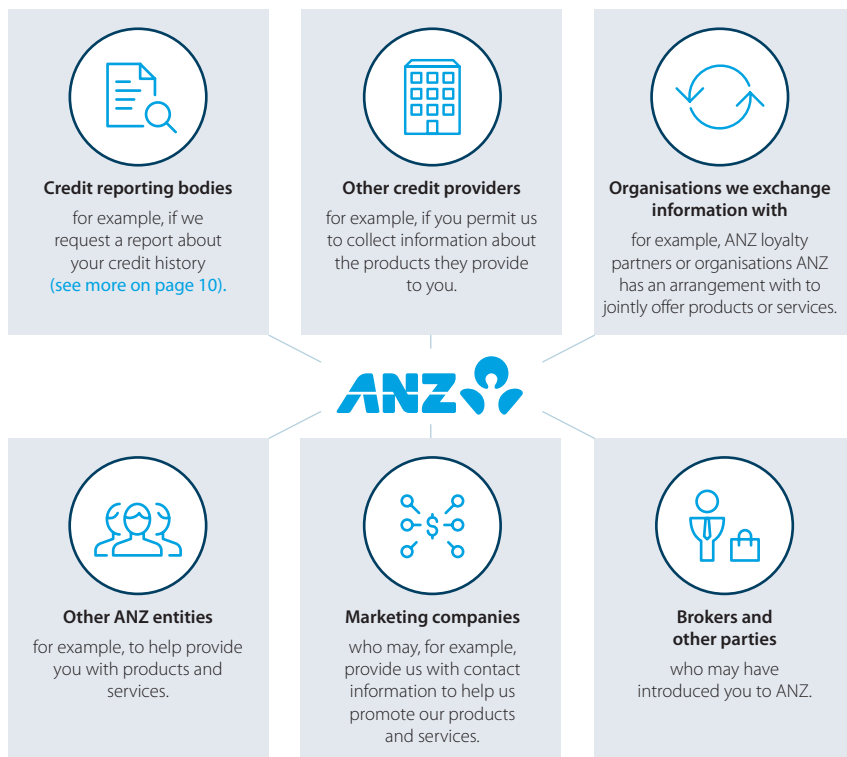 Credit reporting bodies
for example, if we
request a report about
your credit history
(see more on page 10).
Other credit providers
for example, if you permit us
to collect information about
the products they provide
to you.
Organisations we exchange
information with
for example, ANZ loyalty
partners or organisations ANZ
has an arrangement with to
jointly offer products or services.
ANZ
Other ANZ entities
for example, to help provide
you with products and
services.
$
Marketing companies
who may, for example,
provide us with contact
information to help us
promote our products
and services.
Brokers and
other parties
who may have
introduced you to ANZ.